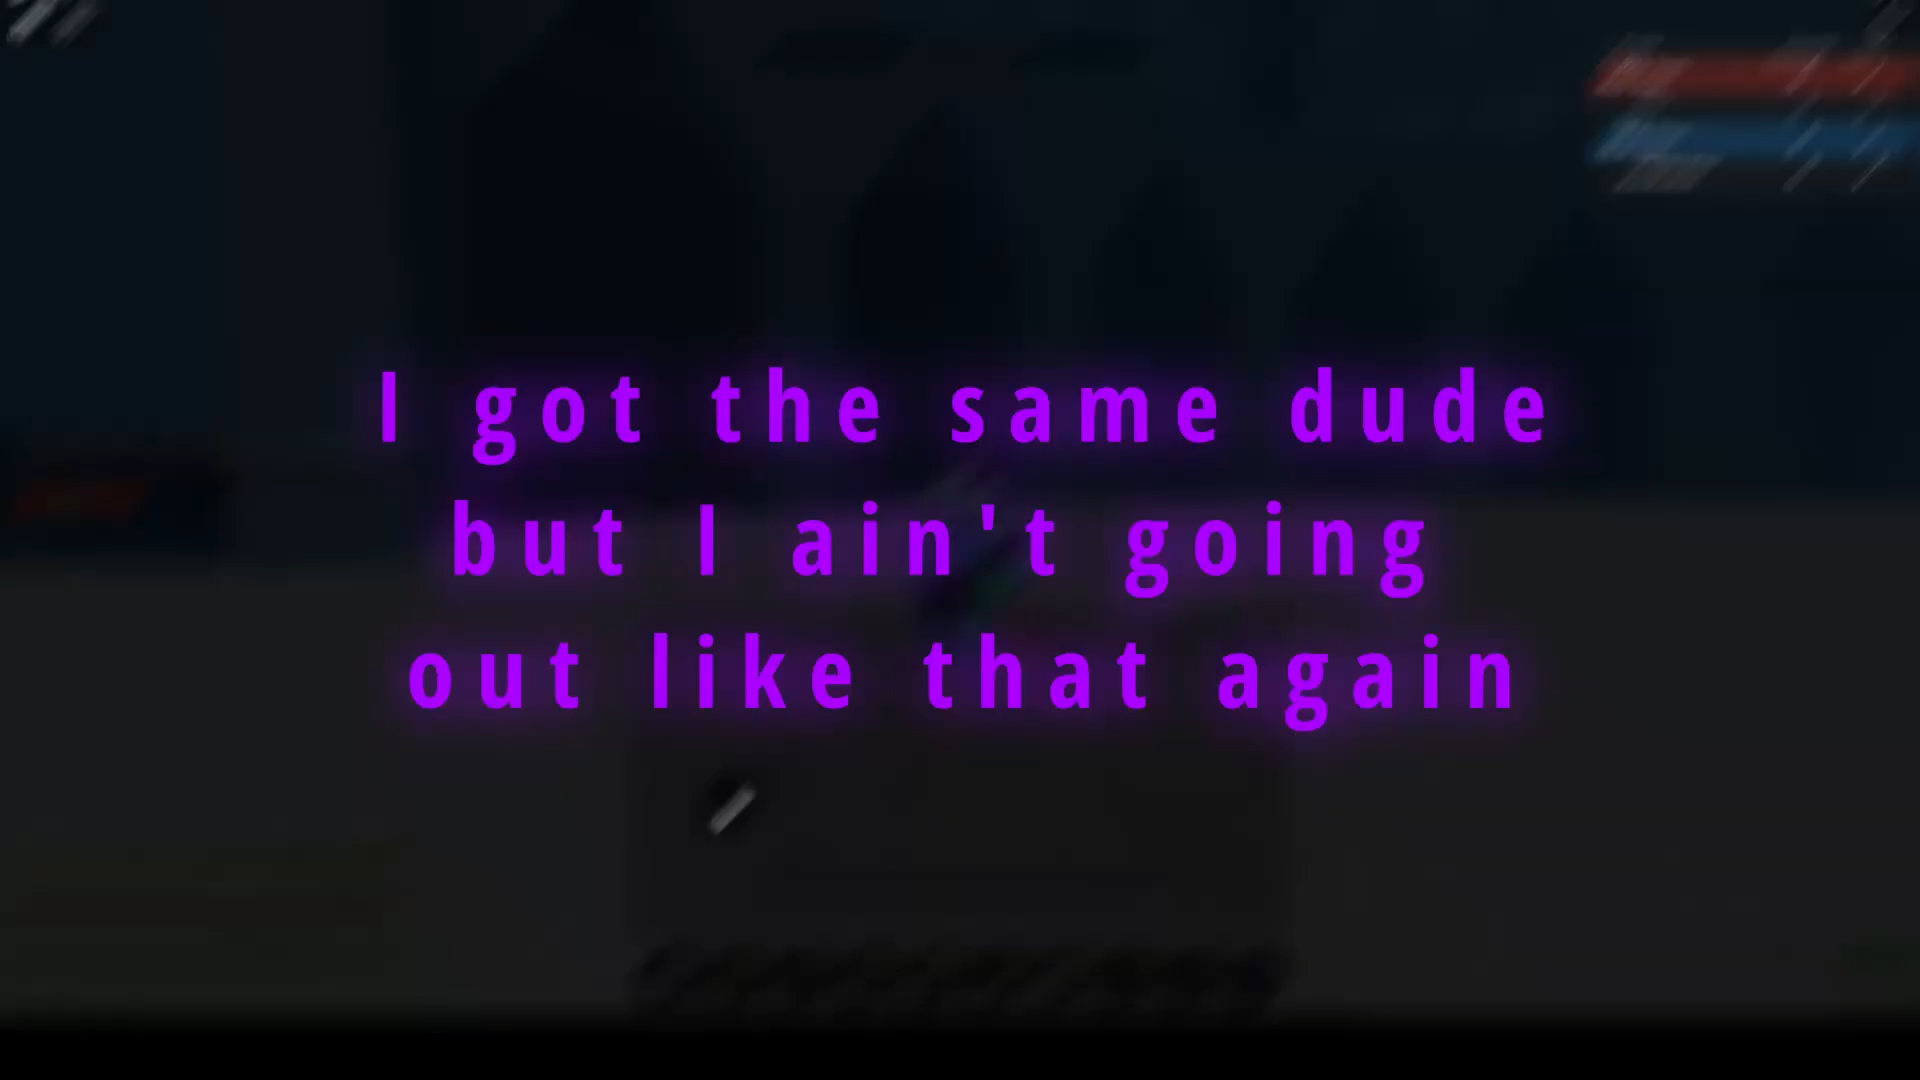 I got the same dude
but I ain't going
out like that again